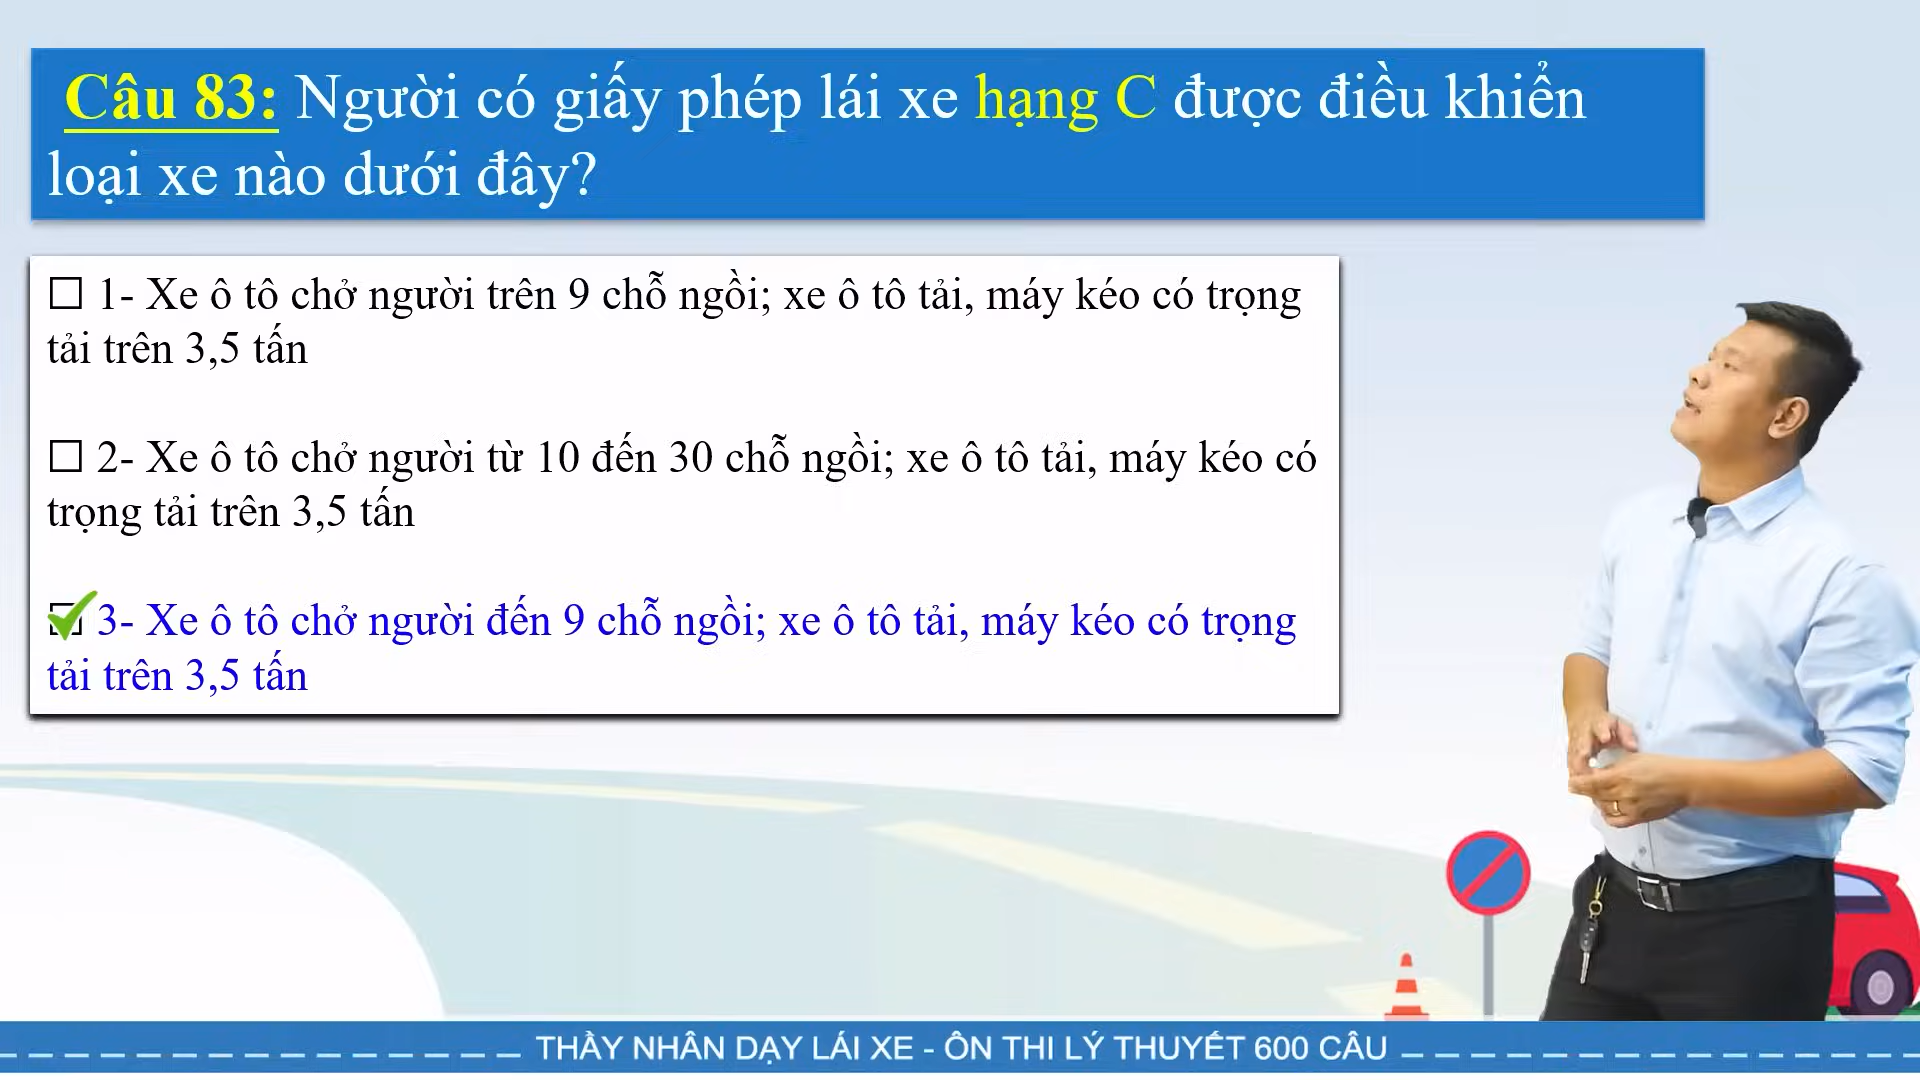 Câu 83: Người có giấy phép lái xe hạng C được điều khiển
loại xe nào dưới đây?
☐ 1- Xe ô tô chở người trên 9 chỗ ngồi; xe ô tô tải, máy kéo có trọng
tải trên 3,5 tấn
☐ 2- Xe ô tô chở người từ 10 đến 30 chỗ ngồi; xe ô tô tải, máy kéo có
trọng tải trên 3,5 tấn
☑ 3- Xe ô tô chở người đến 9 chỗ ngồi; xe ô tô tải, máy kéo có trọng
tải trên 3,5 tấn
THẦY NHÂN DẠY LÁI XE - ÔN THI LÝ THUYẾT 600 CÂU